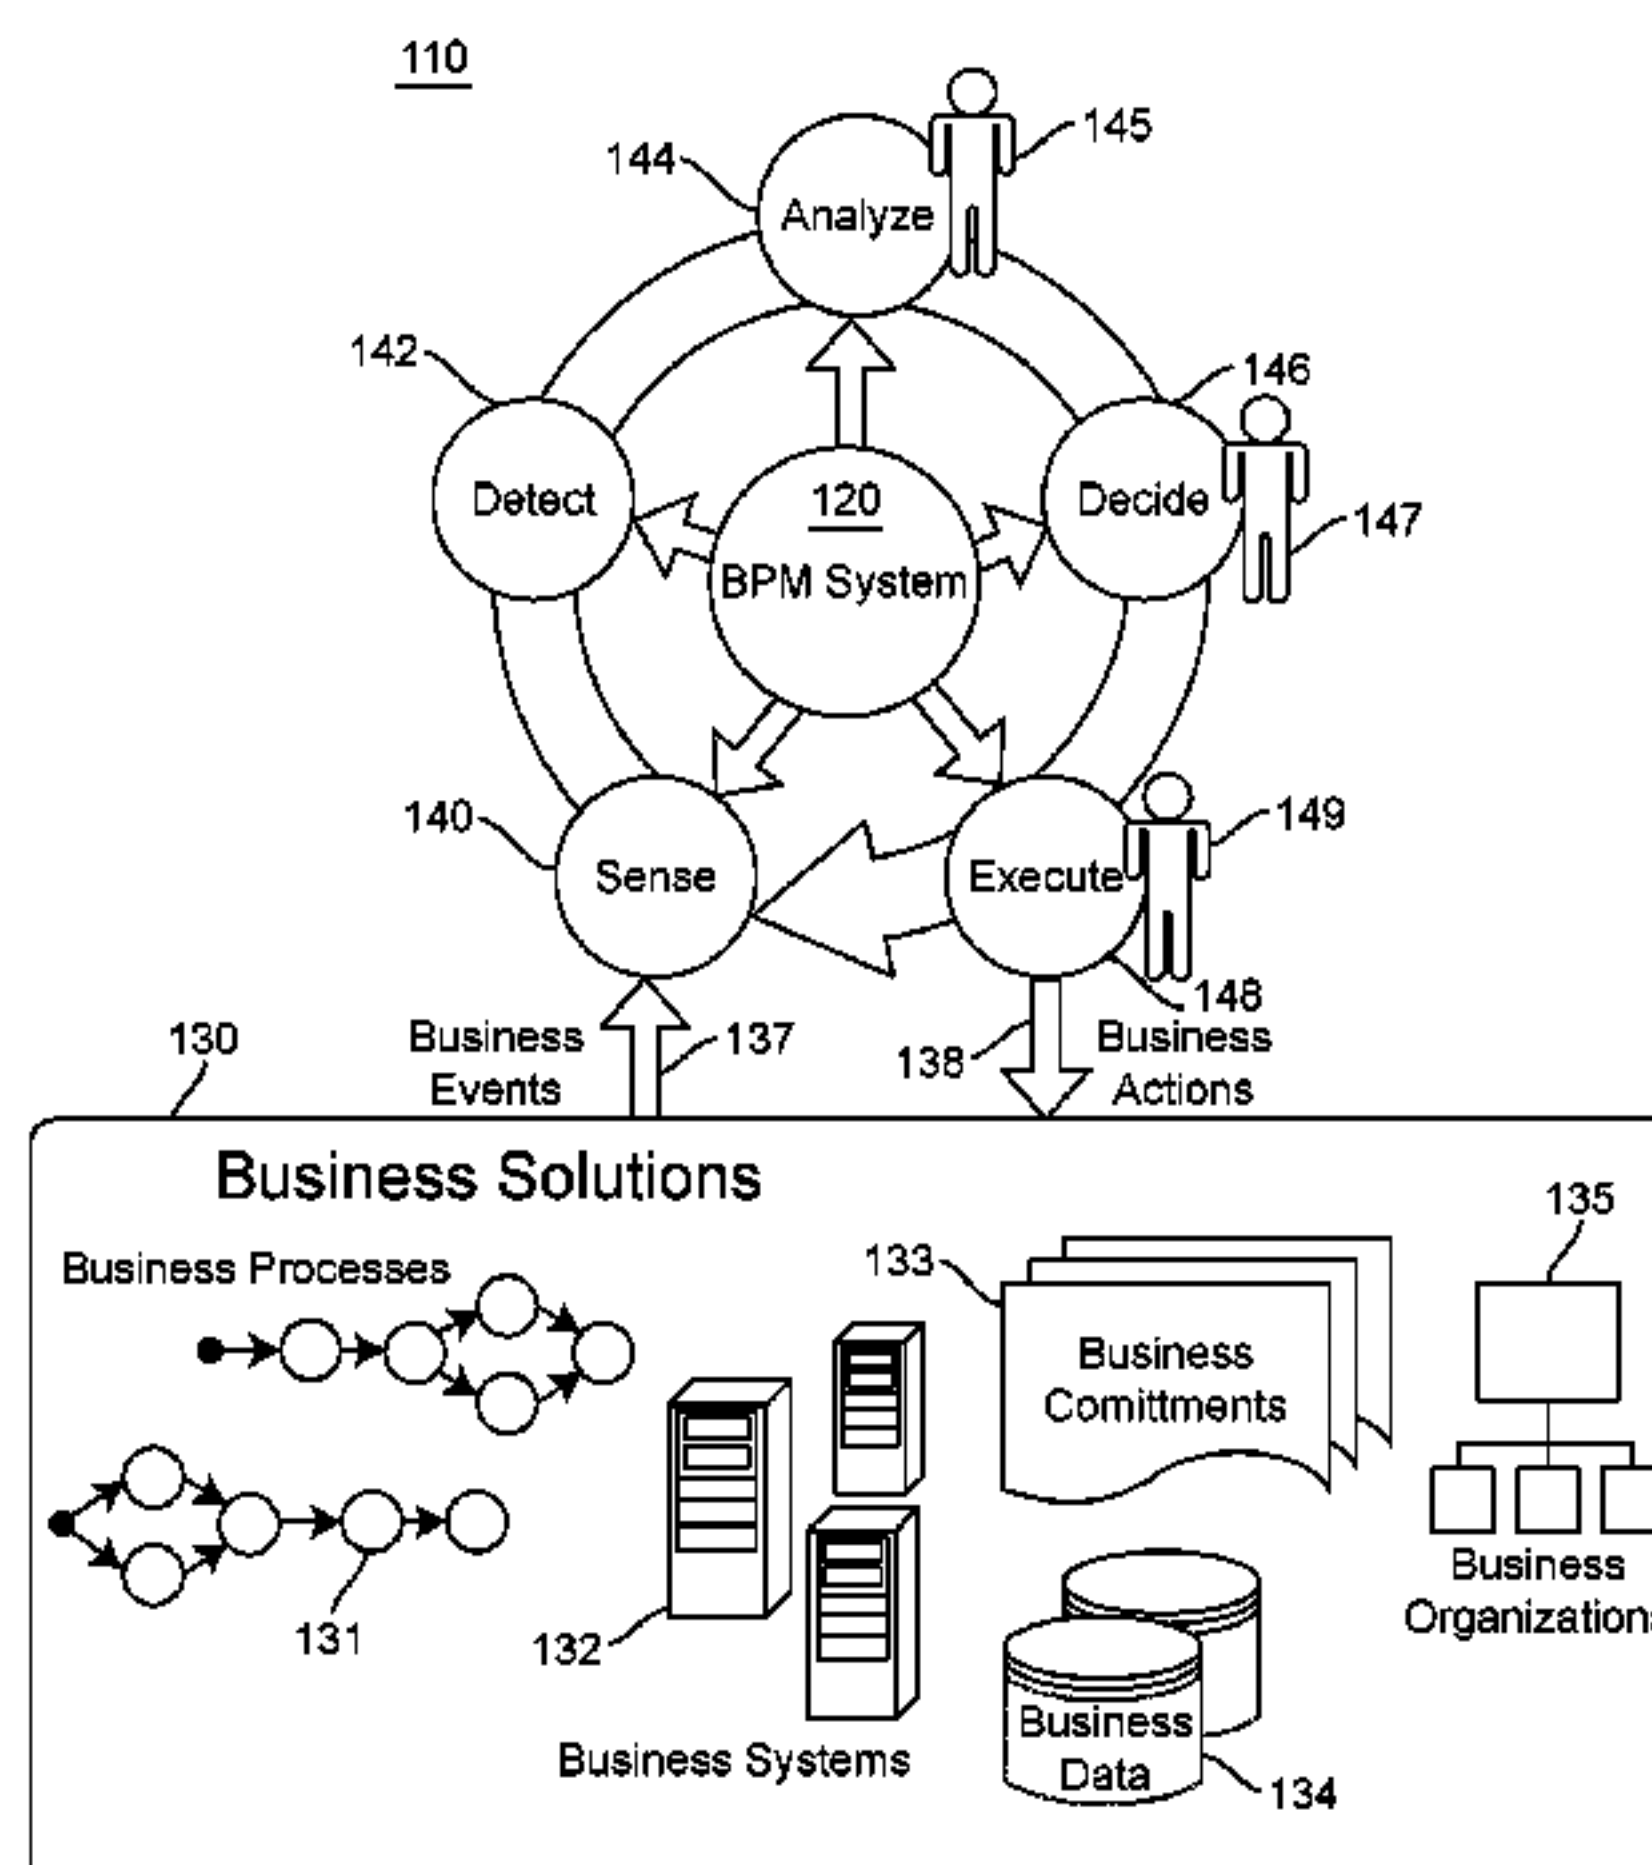 110
145
144
Analyze
142
146
Detect
120
BPM System
Decide
147
140
Sense
Execute
149
148
130
Business
Events
137
138
Business
Actions
Business Solutions
135
Business Processes
133
Business
Comittments
131
132
Business
Organizations
Business Systems
Business
Data
134